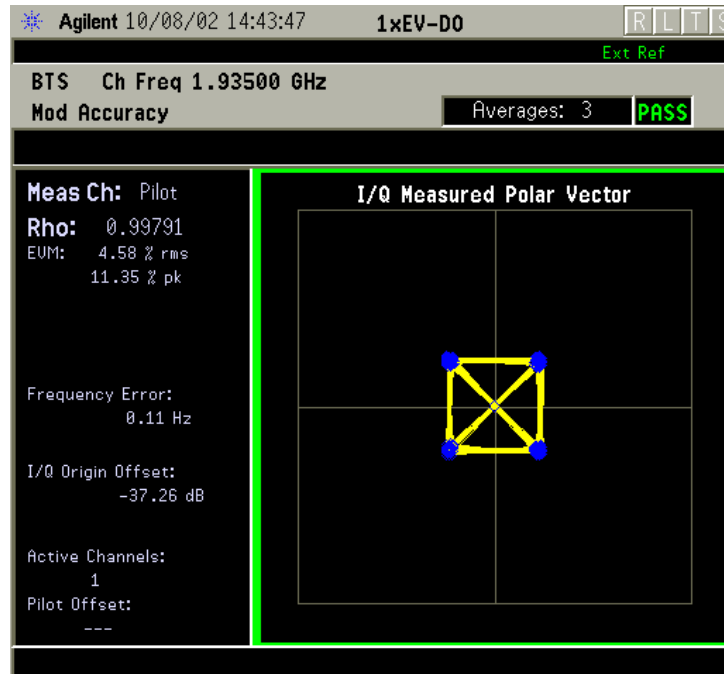 Agilent 10/08/02 14:43:47 1xEV-DO R L T S
Ext Ref
BTS Ch Freq 1.93500 GHz
Mod Accuracy Averages: 3 PASS
Meas Ch: Pilot
I/Q Measured Polar Vector
Rho: 0.99791
EVM: 4.58 % rms
11.35 % pk
Frequency Error:
0.11 Hz
I/Q Origin Offset:
-37.26 dB
Active Channels:
1
Pilot Offset:
---